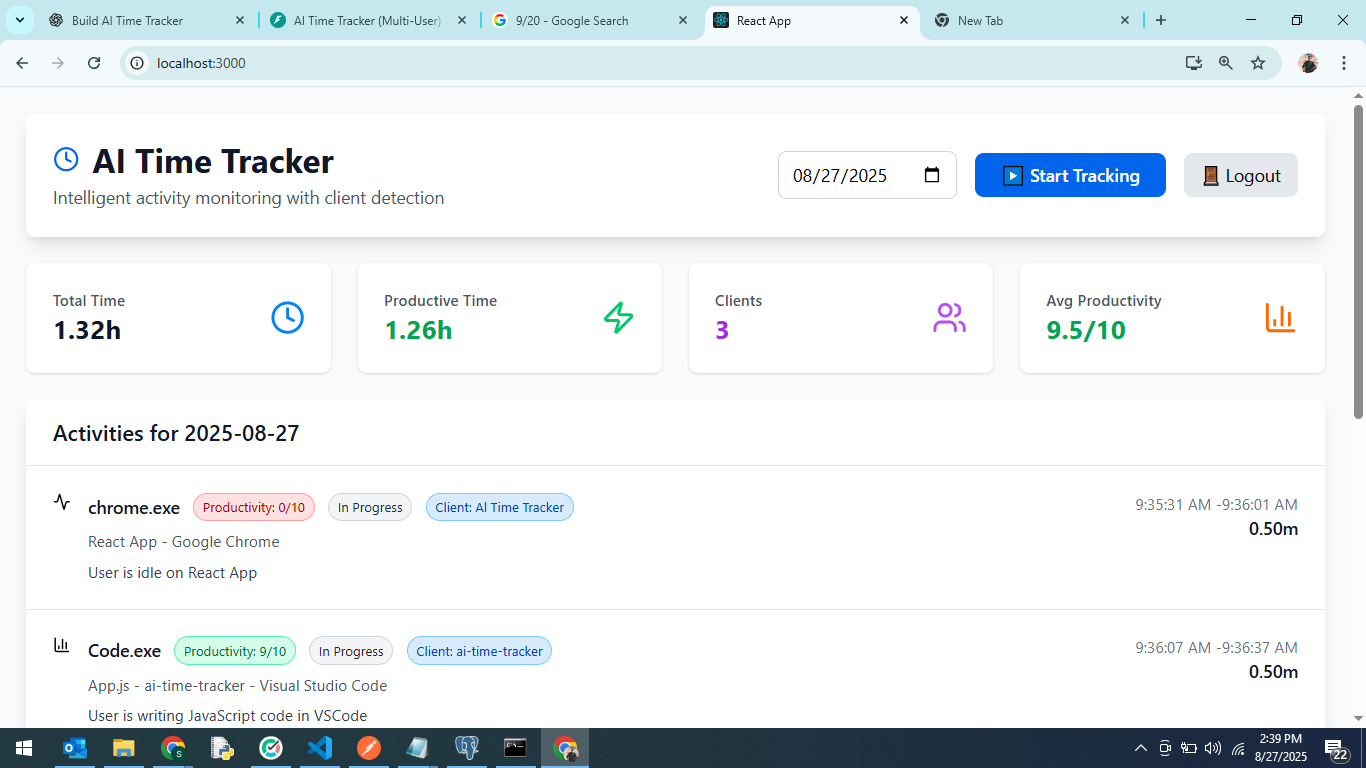 Build AI Time Tracker
AI Time Tracker (Multi-User)
9/20 - Google Search
React App
New Tab
localhost:3000
AI Time Tracker
Intelligent activity monitoring with client detection
08/27/2025
Start Tracking
Logout
Total Time
1.32h
Productive Time
1.26h
Clients
3
Avg Productivity
9.5/10
Activities for 2025-08-27
chrome.exe Productivity: 0/10 In Progress Client: AI Time Tracker
9:35:31 AM -9:36:01 AM
0.50m
React App - Google Chrome
User is idle on React App
Code.exe Productivity: 9/10 In Progress Client: ai-time-tracker
9:36:07 AM -9:36:37 AM
0.50m
App.js - ai-time-tracker - Visual Studio Code
User is writing JavaScript code in VSCode
2:39 PM
8/27/2025
22